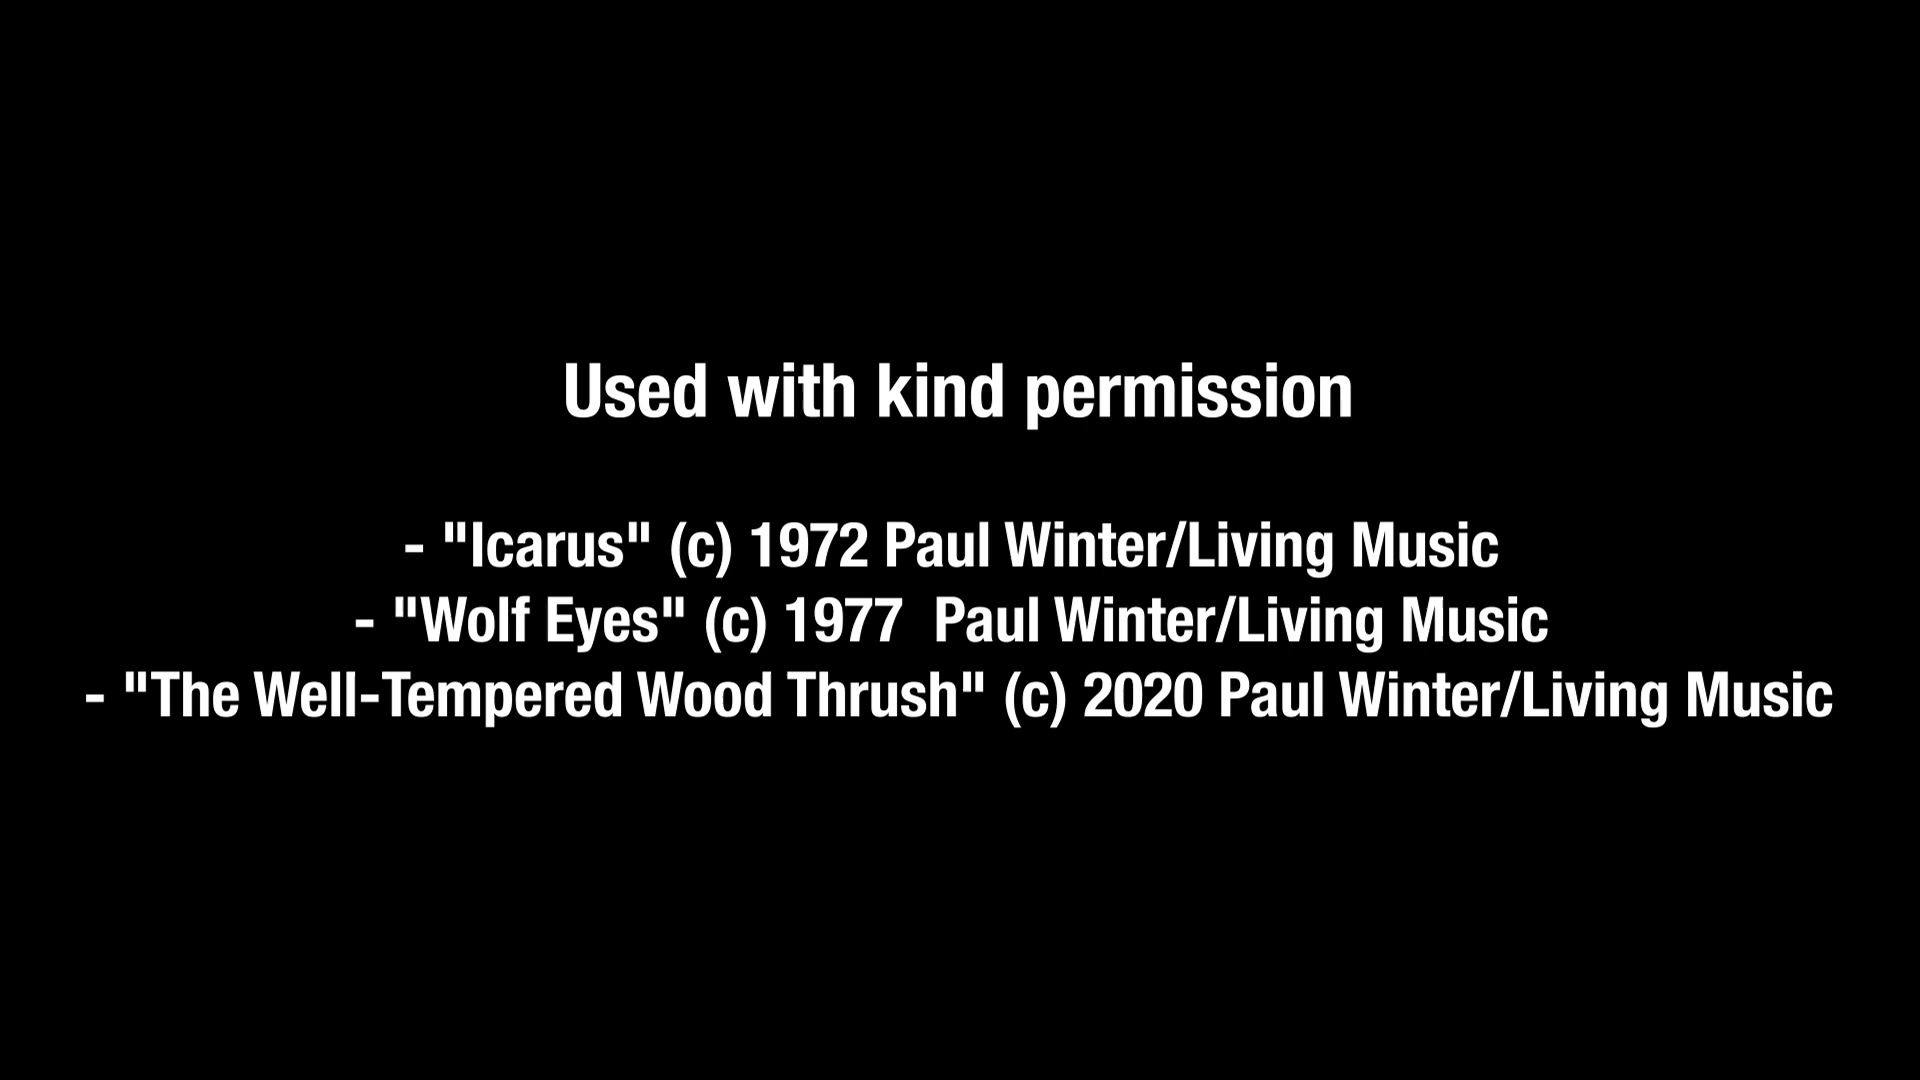 Used with kind permission
- "Icarus" (c) 1972 Paul Winter/Living Music
- "Wolf Eyes" (c) 1977  Paul Winter/Living Music
- "The Well-Tempered Wood Thrush" (c) 2020 Paul Winter/Living Music